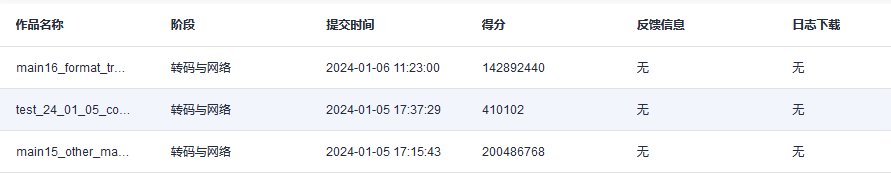 作品名称 阶段 提交时间 得分 反馈信息 日志下载
main16_format_tr... 转码与网络 2024-01-06 11:23:00 142892440 无 无
test_24_01_05_co... 转码与网络 2024-01-05 17:37:29 410102 无 无
main15_other_ma... 转码与网络 2024-01-05 17:15:43 200486768 无 无